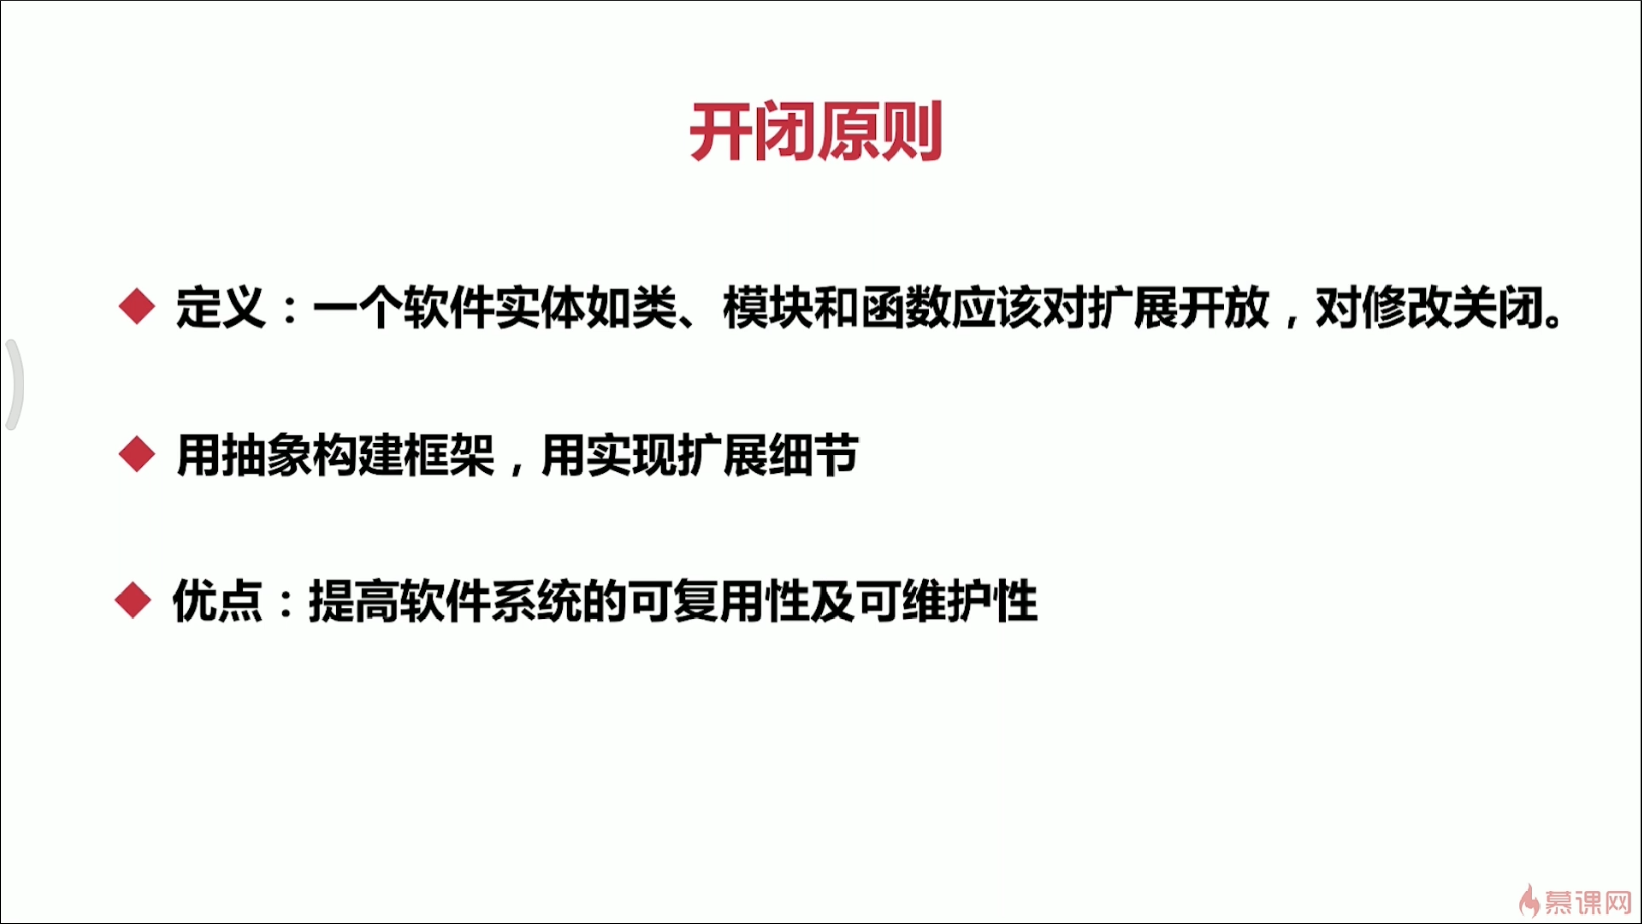 开闭原则
定义：一个软件实体如类、模块和函数应该对扩展开放，对修改关闭。
用抽象构建框架，用实现扩展细节
优点：提高软件系统的可复用性及可维护性
慕课网